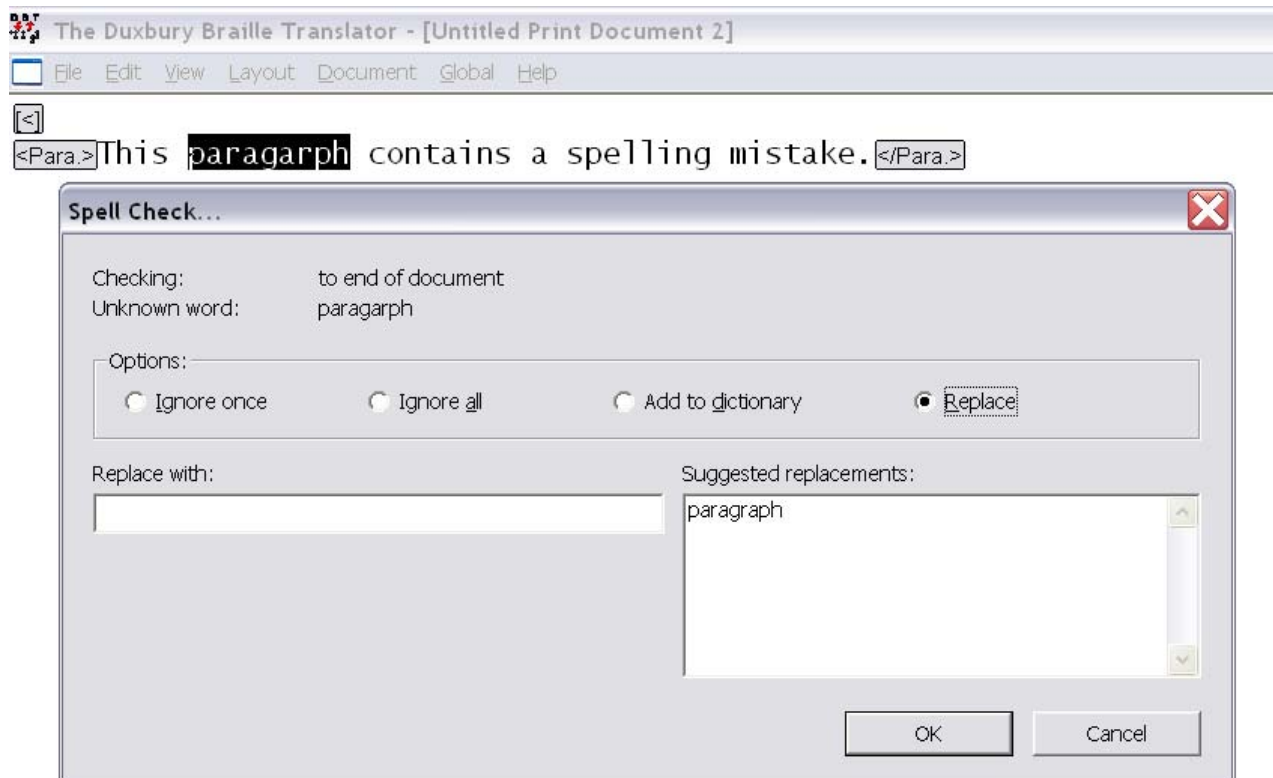 The Duxbury Braille Translator - [Untitled Print Document 2]
File Edit View Layout Document Global Help
[<]
<Para.>This paragarph contains a spelling mistake.</Para.>
Spell Check...
Checking: to end of document
Unknown word: paragarph
Options:
Ignore once Ignore all Add to dictionary Replace
Replace with: Suggested replacements:
paragraph
OK Cancel